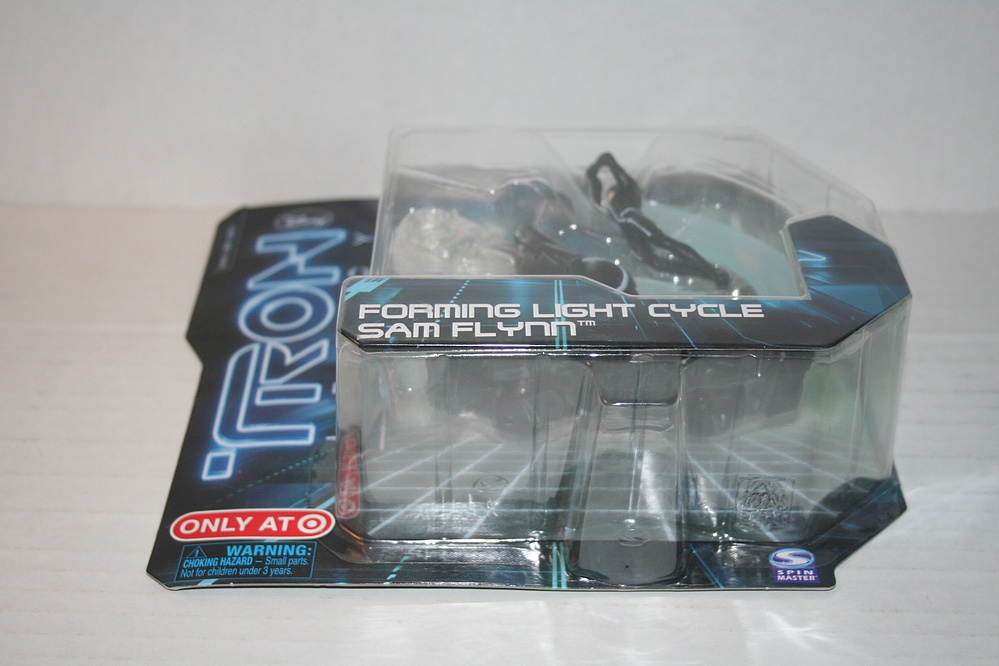 TRON
FORMING LIGHT CYCLE
SAM FLYNN™
ONLY AT
WARNING:
CHOKING HAZARD – Small parts.
Not for children under 3 years.
SPIN
MASTER